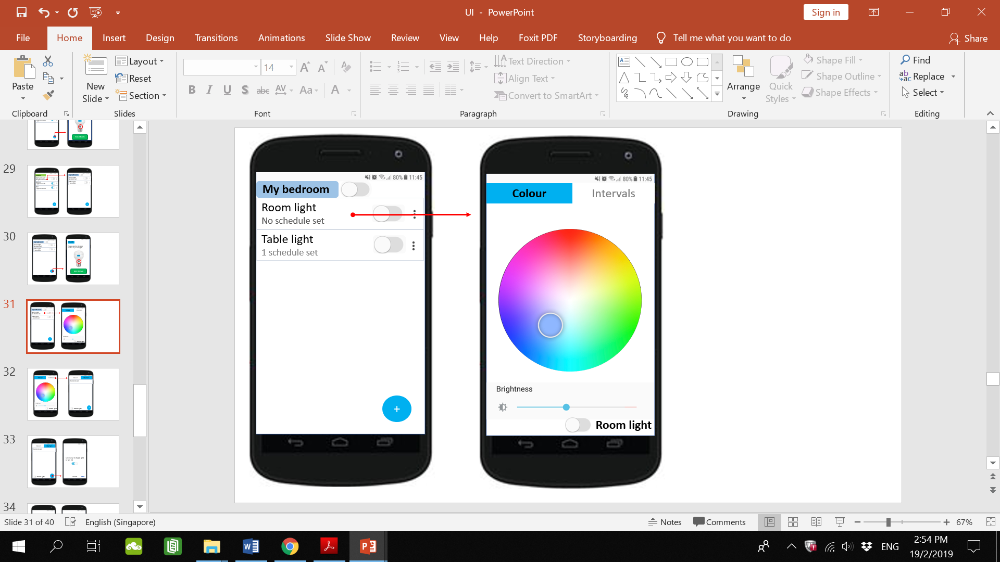 UI - PowerPoint
Sign in
File Home Insert Design Transitions Animations Slide Show Review View Help Foxit PDF Storyboarding Tell me what you want to do Share
Paste
New Slide
Layout
Reset
Section
14
B I U S abc AV Aa A
Text Direction
Align Text
Convert to SmartArt
Arrange
Quick Styles
Shape Fill
Shape Outline
Shape Effects
Find
Replace
Select
Clipboard Slides Font Paragraph Drawing Editing
29
30
31
32
33
34
80% 11:45
My bedroom
Room light
No schedule set
Table light
1 schedule set
+
80% 11:45
Colour Intervals
Brightness
Room light
Slide 31 of 40 English (Singapore) Notes Comments 67%
ENG
2:54 PM
19/2/2019